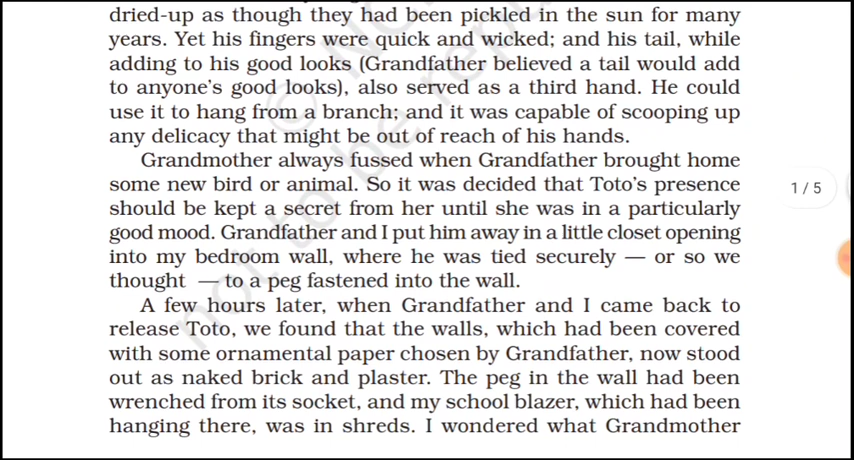 dried-up as though they had been pickled in the sun for many
years. Yet his fingers were quick and wicked; and his tail, while
adding to his good looks (Grandfather believed a tail would add
to anyone's good looks), also served as a third hand. He could
use it to hang from a branch; and it was capable of scooping up
any delicacy that might be out of reach of his hands.
Grandmother always fussed when Grandfather brought home
some new bird or animal. So it was decided that Toto's presence
should be kept a secret from her until she was in a particularly
good mood. Grandfather and I put him away in a little closet opening
into my bedroom wall, where he was tied securely — or so we
thought — to a peg fastened into the wall.
A few hours later, when Grandfather and I came back to
release Toto, we found that the walls, which had been covered
with some ornamental paper chosen by Grandfather, now stood
out as naked brick and plaster. The peg in the wall had been
wrenched from its socket, and my school blazer, which had been
hanging there, was in shreds. I wondered what Grandmother
1 / 5
not to be rep